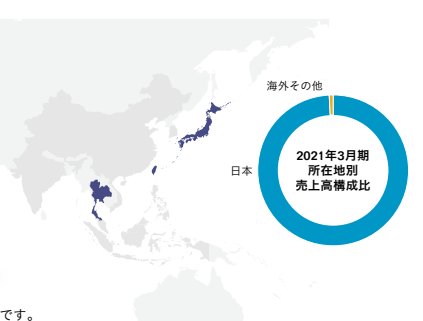 海外その他
日本
2021年3月期
所在地別
売上高構成比
です。